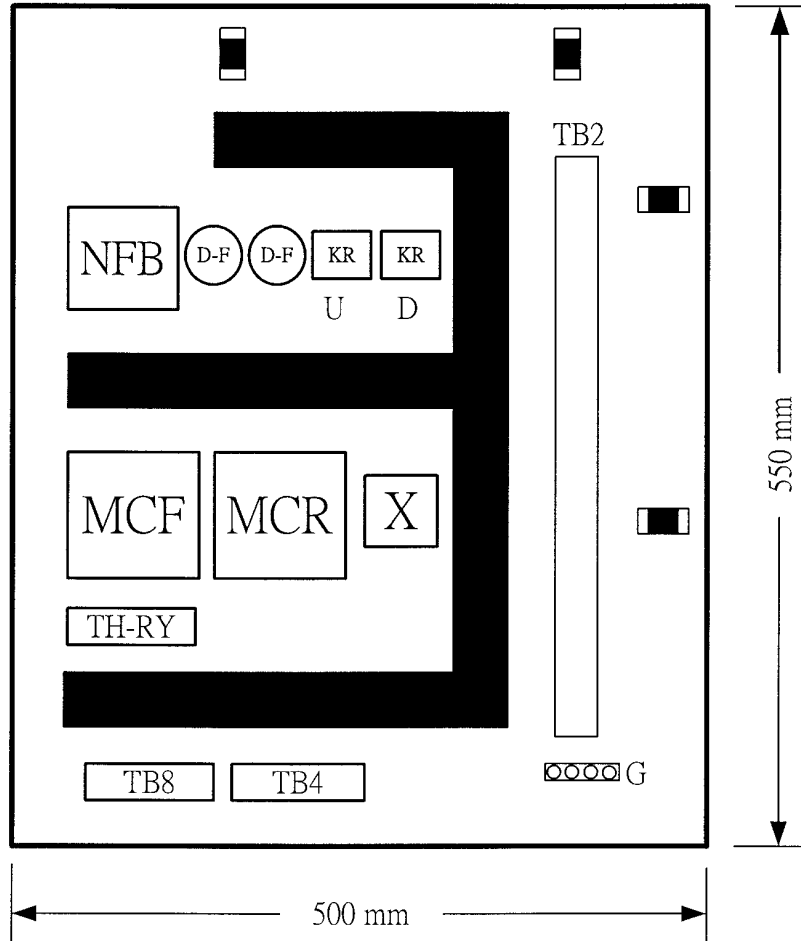 TB2
NFB
D-F
D-F
KR
KR
U
D
550 mm
MCF
MCR
X
TH-RY
TB8
TB4
G
500 mm